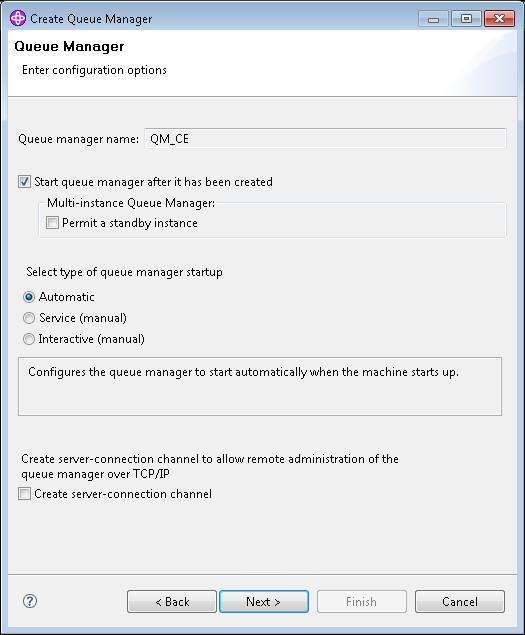 Create Queue Manager
Queue Manager
Enter configuration options
Queue manager name: QM_CE
Start queue manager after it has been created
Multi-instance Queue Manager:
Permit a standby instance
Select type of queue manager startup
Automatic
Service (manual)
Interactive (manual)
Configures the queue manager to start automatically when the machine starts up.
Create server-connection channel to allow remote administration of the
queue manager over TCP/IP
Create server-connection channel
? < Back Next > Finish Cancel